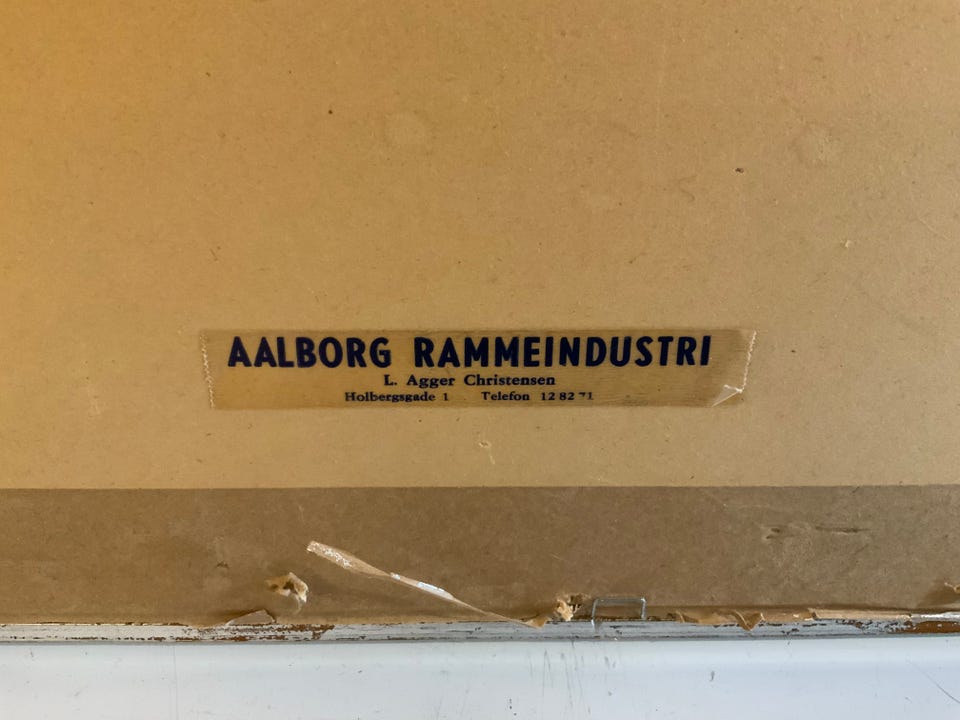 AALBORG RAMMEINDUSTRI
L. Agger Christensen
Holbergsgade 1 Telefon 12 82 71